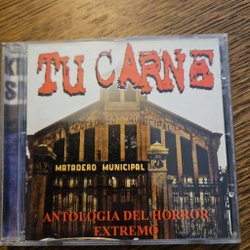 TU CARNE
MATADERO MUNICIPAL
ANTOLOGIA DEL HORROR
EXTREMO